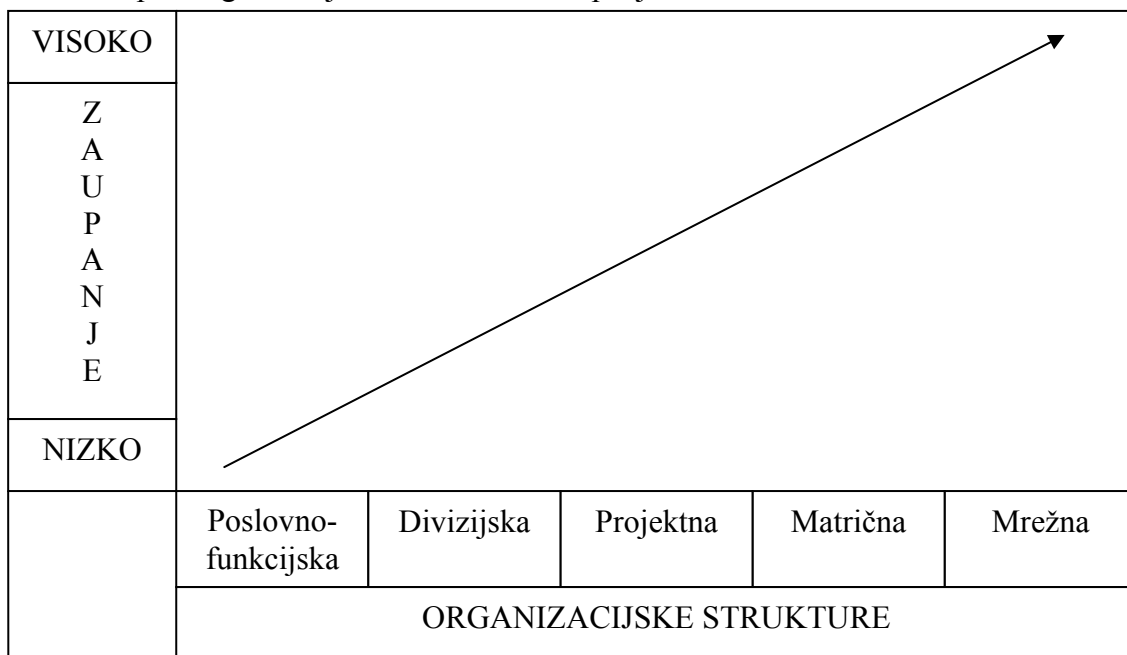 VISOKO
Z
A
U
P
A
N
J
E
NIZKO
Poslovno-
funkcijska
Divizijska
Projektna
Matrična
Mrežna
ORGANIZACIJSKE STRUKTURE